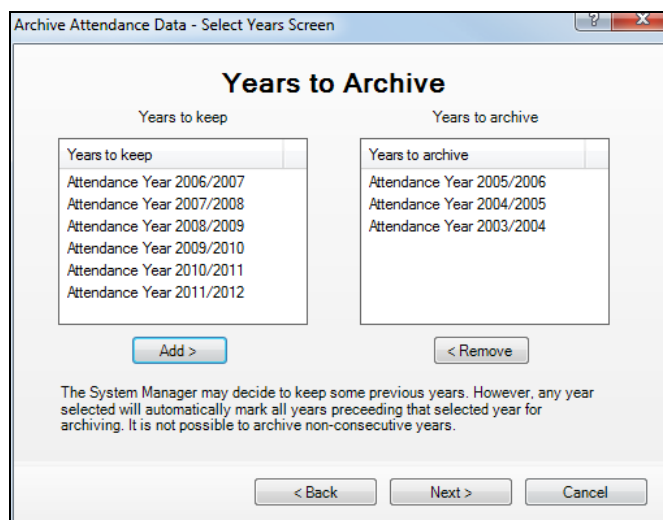 Archive Attendance Data - Select Years Screen
? X
Years to Archive
Years to keep
Years to archive
Years to keep
Attendance Year 2006/2007
Attendance Year 2007/2008
Attendance Year 2008/2009
Attendance Year 2009/2010
Attendance Year 2010/2011
Attendance Year 2011/2012
Years to archive
Attendance Year 2005/2006
Attendance Year 2004/2005
Attendance Year 2003/2004
Add >
< Remove
The System Manager may decide to keep some previous years. However, any year
selected will automatically mark all years preceeding that selected year for
archiving. It is not possible to archive non-consecutive years.
< Back
Next >
Cancel